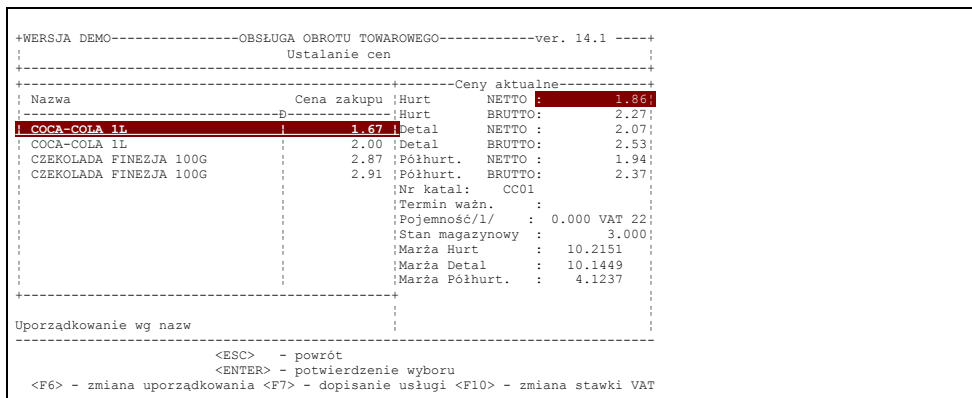 +WERSJA DEMO----------------OBSŁUGA OBROTU TOWAROWEGO------------ver. 14.1 ----+
¦                                 Ustalanie cen                                ¦
+------------------------------------------------------------------------------+
+----------------------------------------------+-------Ceny aktualne-----------+
¦ Nazwa                           Cena zakupu ¦Hurt       NETTO :         1.86¦
¦--------------------------------D-------------¦Hurt       BRUTTO:         2.27¦
¦ COCA-COLA 1L                    ¦       1.67 ¦Detal      NETTO :         2.07¦
¦ COCA-COLA 1L                    ¦       2.00 ¦Detal      BRUTTO:         2.53¦
¦ CZEKOLADA FINEZJA 100G          ¦       2.87 ¦Półhurt.   NETTO :         1.94¦
¦ CZEKOLADA FINEZJA 100G          ¦       2.91 ¦Półhurt.   BRUTTO:         2.37¦
¦                                 ¦            ¦Nr katal:    CC01              ¦
¦                                 ¦            ¦Termin ważn.     :             ¦
¦                                 ¦            ¦Pojemność/l/    :  0.000 VAT 22¦
¦                                 ¦            ¦Stan magazynowy  :        3.000¦
¦                                 ¦            ¦Marża Hurt       :   10.2151   ¦
¦                                 ¦            ¦Marża Detal      :   10.1449   ¦
¦                                 ¦            ¦Marża Półhurt.   :    4.1237   ¦
+----------------------------------------------+
Uporządkowanie wg nazw
--------------------------------------------------------------------------------
<ESC>   - powrót
<ENTER> - potwierdzenie wyboru
<F6> - zmiana uporządkowania <F7> - dopisanie usługi <F10> - zmiana stawki VAT